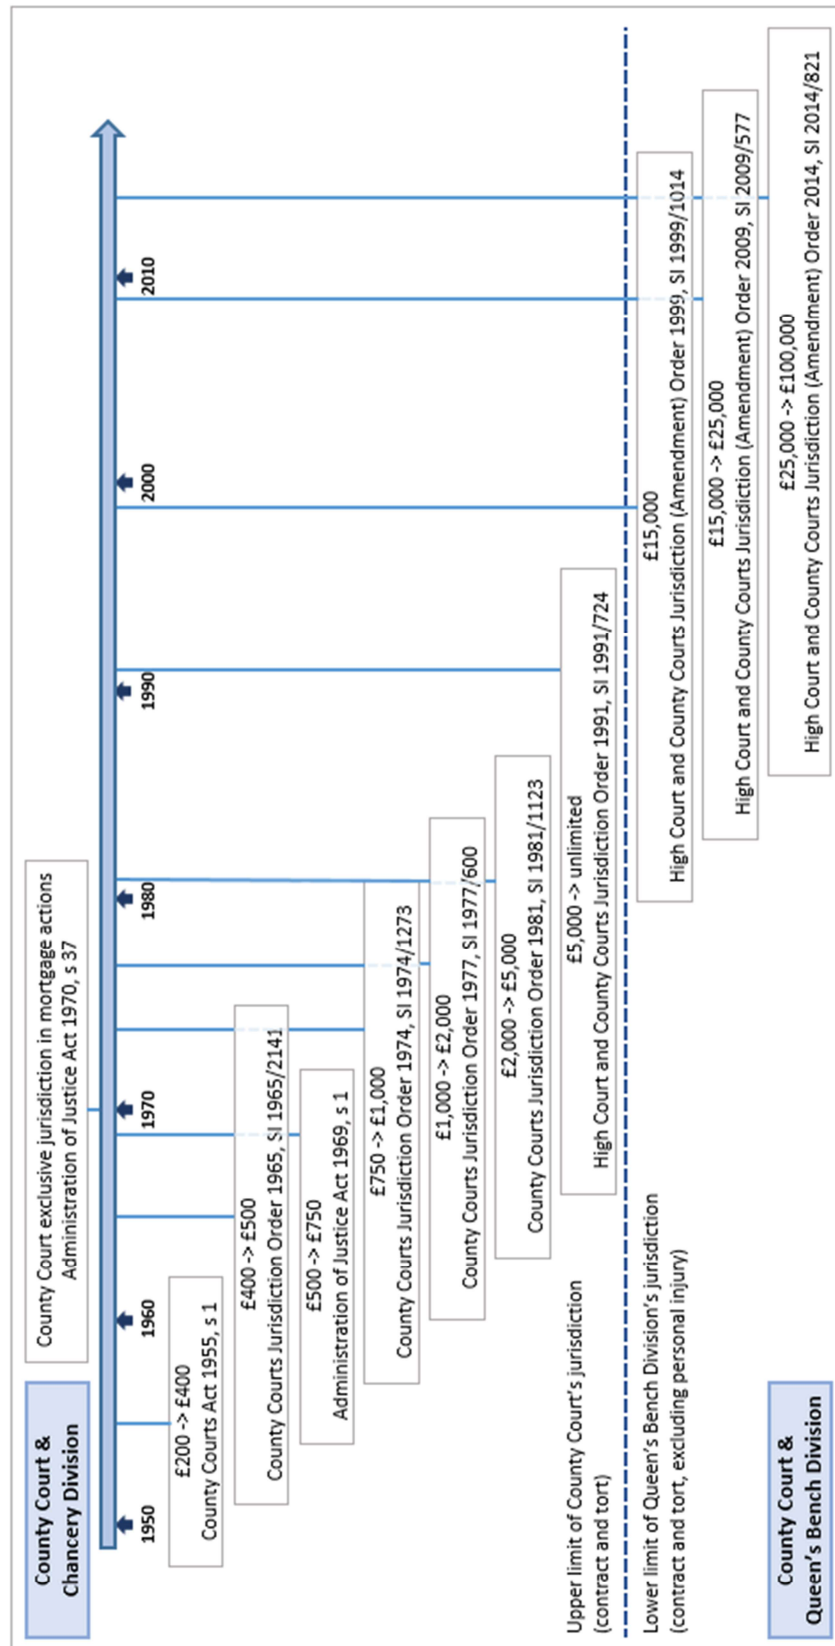 County Court &
Chancery Division
County Court exclusive jurisdiction in mortgage actions
Administration of Justice Act 1970, s 37
1950
1960
1970
1980
1990
2000
2010
£200 -> £400
County Courts Act 1955, s 1
£400 -> £500
County Courts Jurisdiction Order 1965, SI 1965/2141
£500 -> £750
Administration of Justice Act 1969, s 1
£750 -> £1,000
County Courts Jurisdiction Order 1974, SI 1974/1273
£1,000 -> £2,000
County Courts Jurisdiction Order 1977, SI 1977/600
£2,000 -> £5,000
County Courts Jurisdiction Order 1981, SI 1981/1123
£5,000 -> unlimited
High Court and County Courts Jurisdiction Order 1991, SI 1991/724
Upper limit of County Court's jurisdiction
(contract and tort)
Lower limit of Queen's Bench Division's jurisdiction
(contract and tort, excluding personal injury)
£15,000
High Court and County Courts Jurisdiction (Amendment) Order 1999, SI 1999/1014
£15,000 -> £25,000
High Court and County Courts Jurisdiction (Amendment) Order 2009, SI 2009/577
£25,000 -> £100,000
High Court and County Courts Jurisdiction (Amendment) Order 2014, SI 2014/821
County Court &
Queen's Bench Division